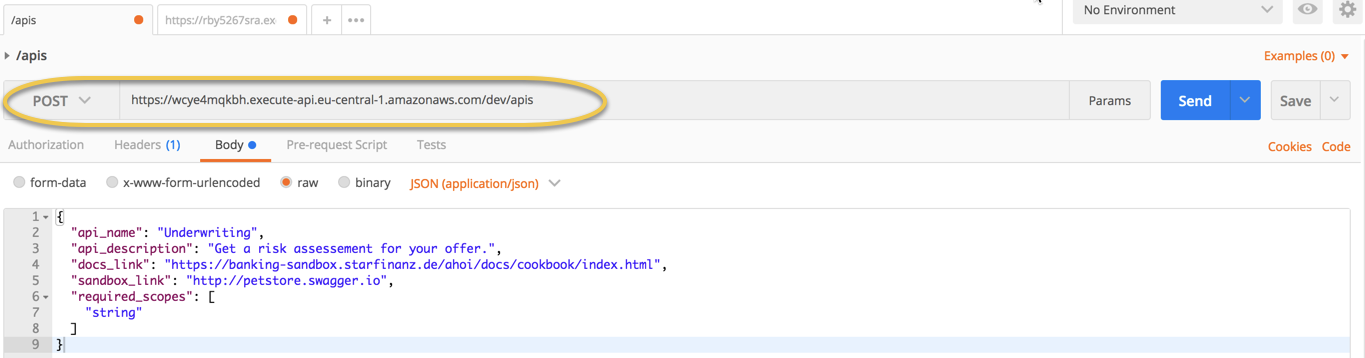 /apis
https://rby5267sra.ex
+
•••
No Environment
/apis
Examples (0)
POST
https://wcye4mqkbh.execute-api.eu-central-1.amazonaws.com/dev/apis
Params
Send
Save
Authorization
Headers (1)
Body
Pre-request Script
Tests
Cookies
Code
form-data
x-www-form-urlencoded
raw
binary
JSON (application/json)
1 {
2 "api_name": "Underwriting",
3 "api_description": "Get a risk assessement for your offer.",
4 "docs_link": "https://banking-sandbox.starfinanz.de/ahoi/docs/cookbook/index.html",
5 "sandbox_link": "http://petstore.swagger.io",
6 "required_scopes": [
7 "string"
8 ]
9 }